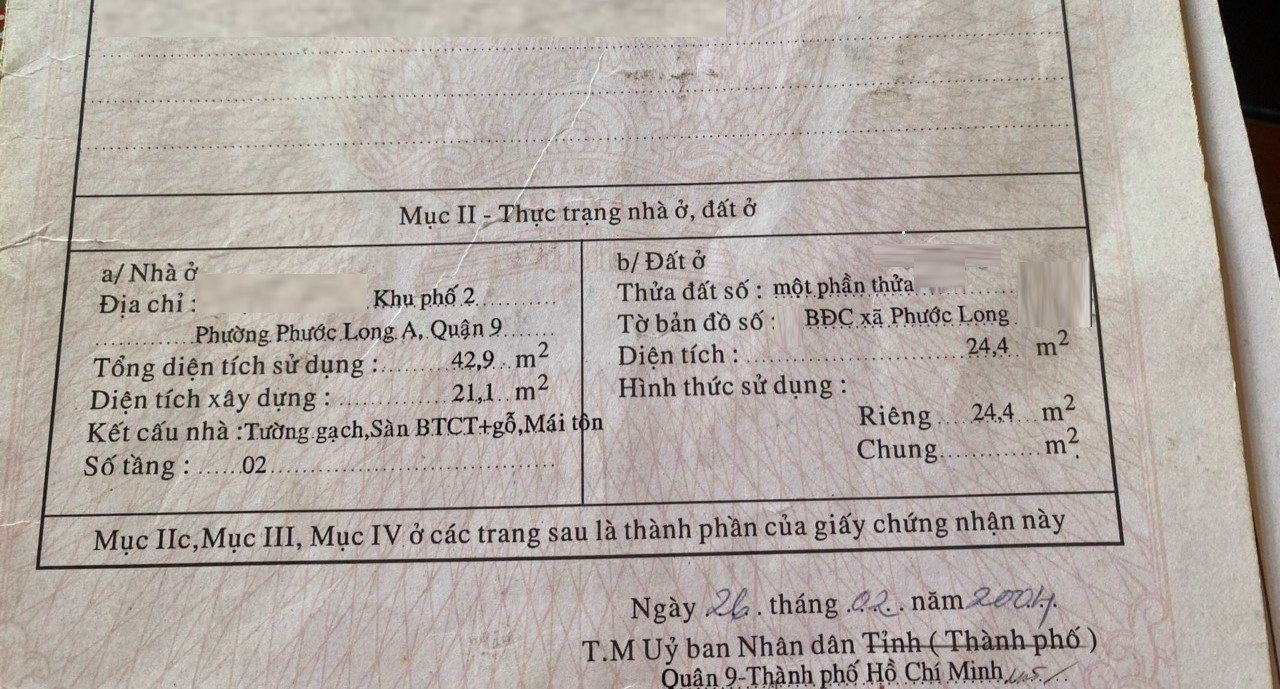 Mục II - Thực trạng nhà ở, đất ở
a/ Nhà ở
Địa chỉ : Khu phố 2
Phường Phước Long A, Quận 9
Tổng diện tích sử dụng : 42,9 m²
Diện tích xây dựng : 21,1 m²
Kết cấu nhà :Tường gạch,Sàn BTCT+gỗ,Mái tôn
Số tầng : 02
b/ Đất ở
Thửa đất số : một phần thửa
Tờ bản đồ số : BĐC xã Phước Long
Diện tích : 24,4 m²
Hình thức sử dụng :
Riêng 24,4 m²
Chung m²
Mục IIc,Mục III, Mục IV ở các trang sau là thành phần của giấy chứng nhận này
Ngày 26 tháng 02 năm 2004
T.M Uỷ ban Nhân dân Tỉnh ( Thành phố )
Quận 9-Thành phố Hồ Chí Minh